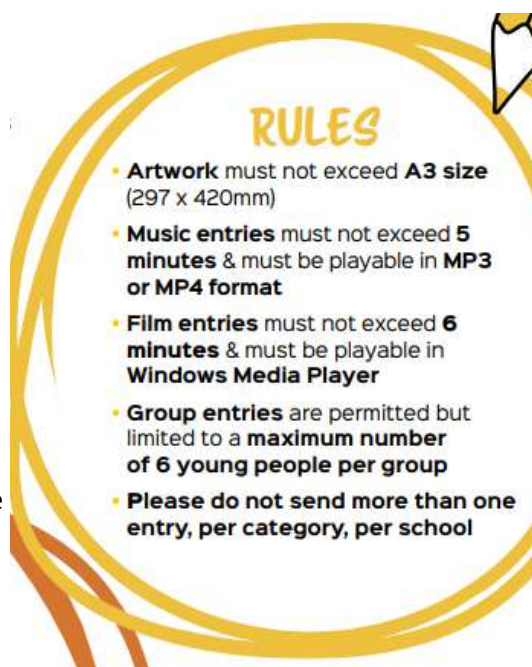 RULES
• Artwork must not exceed A3 size
(297 x 420mm)
• Music entries must not exceed 5
minutes & must be playable in MP3
or MP4 format
• Film entries must not exceed 6
minutes & must be playable in
Windows Media Player
• Group entries are permitted but
limited to a maximum number
of 6 young people per group
• Please do not send more than one
entry, per category, per school